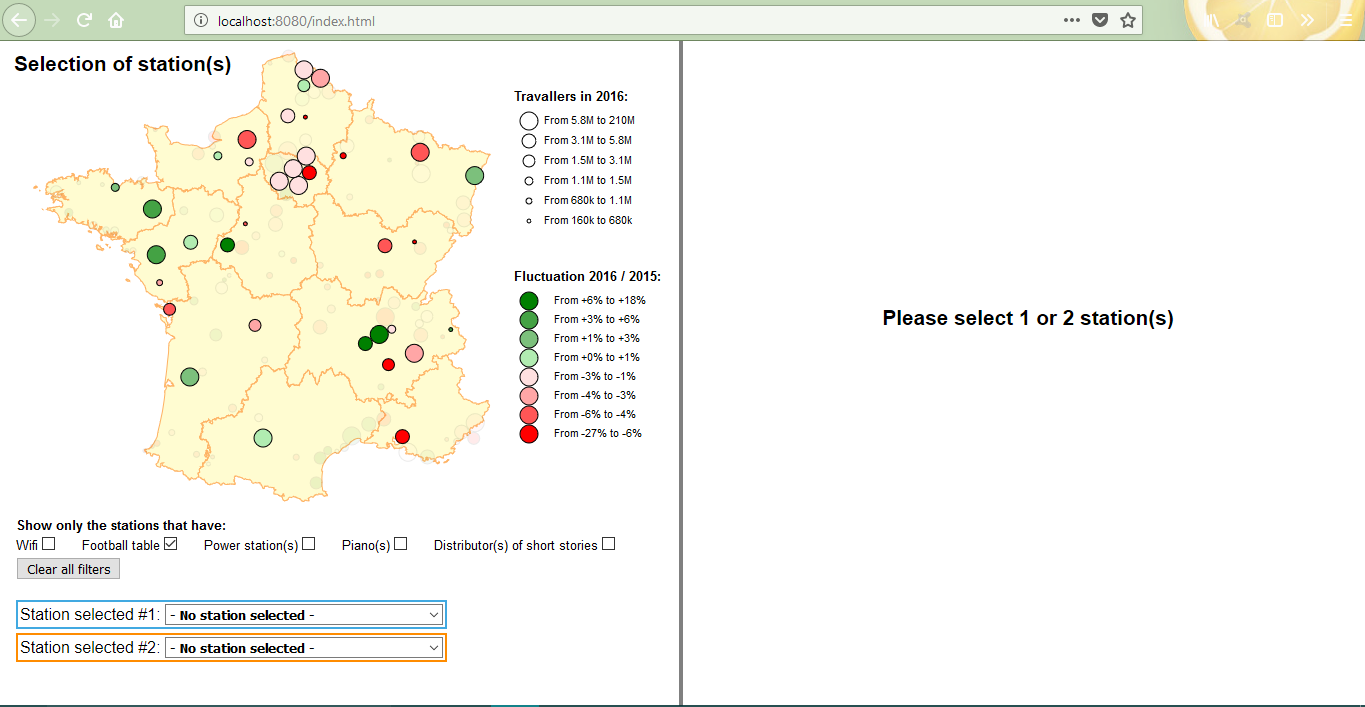 localhost:8080/index.html
Selection of station(s)
Travallers in 2016:
From 5.8M to 210M
From 3.1M to 5.8M
From 1.5M to 3.1M
From 1.1M to 1.5M
From 680k to 1.1M
From 160k to 680k
Fluctuation 2016 / 2015:
From +6% to +18%
From +3% to +6%
From +1% to +3%
From +0% to +1%
From -3% to -1%
From -4% to -3%
From -6% to -4%
From -27% to -6%
Please select 1 or 2 station(s)
Show only the stations that have:
Wifi Football table Power station(s) Piano(s) Distributor(s) of short stories
Clear all filters
Station selected #1: - No station selected -
Station selected #2: - No station selected -